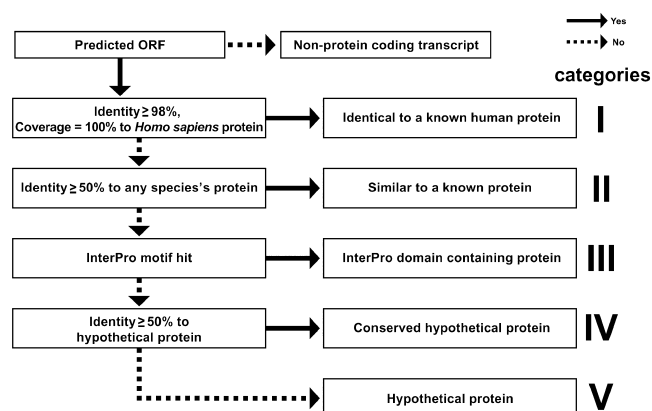 Yes
No
Predicted ORF
Non-protein coding transcript
categories
Identity ≥ 98%,
Coverage = 100% to Homo sapiens protein
Identical to a known human protein
I
Identity ≥ 50% to any species's protein
Similar to a known protein
II
InterPro motif hit
InterPro domain containing protein
III
Identity ≥ 50% to
hypothetical protein
Conserved hypothetical protein
IV
Hypothetical protein
V